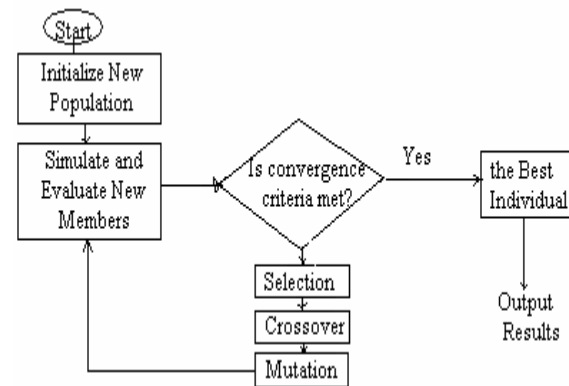 Start
Initialize New
Population
Simulate and
Evaluate New
Members
Is convergence
criteria met?
Yes
the Best
Individual
Output
Results
Selection
Crossover
Mutation